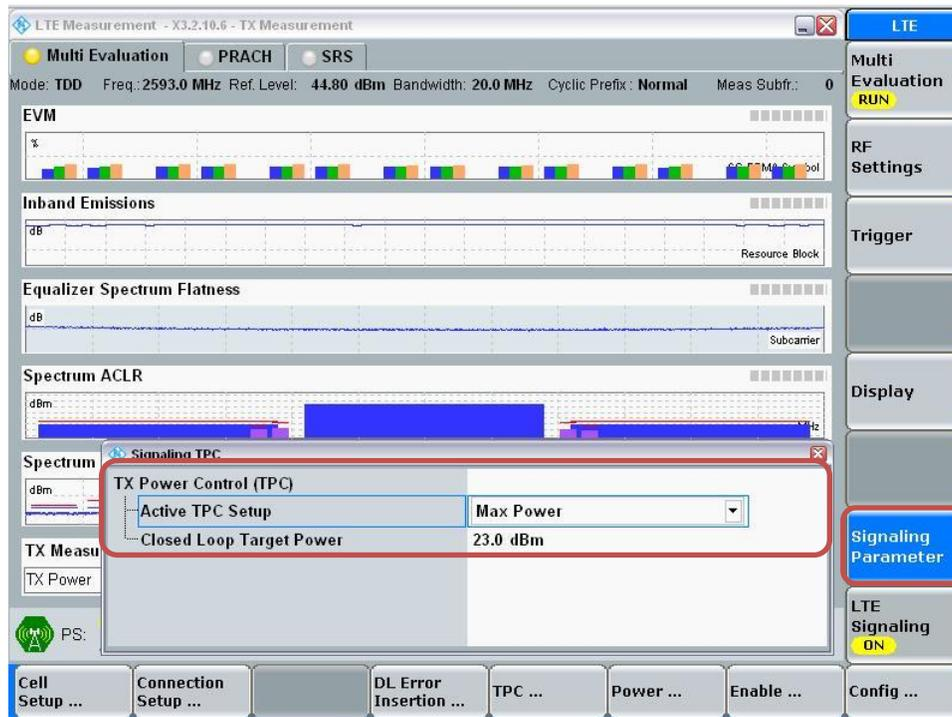 LTE Measurement - X3.2.10.6 - TX Measurement
LTE
Multi Evaluation PRACH SRS
Mode: TDD Freq.: 2593.0 MHz Ref. Level: 44.80 dBm Bandwidth: 20.0 MHz Cyclic Prefix : Normal Meas Subfr.: 0
Multi
Evaluation
RUN
EVM
%
RF
Settings
Inband Emissions
dB
Resource Block
Trigger
Equalizer Spectrum Flatness
dB
Subcarrier
Spectrum ACLR
dBm
Display
Spectrum
dBm
Signaling TPC
TX Power Control (TPC)
Active TPC Setup Max Power
Closed Loop Target Power 23.0 dBm
Signaling
Parameter
TX Measu
TX Power
PS:
LTE
Signaling
ON
Cell
Setup ...
Connection
Setup ...
DL Error
Insertion ...
TPC ...
Power ...
Enable ...
Config ...